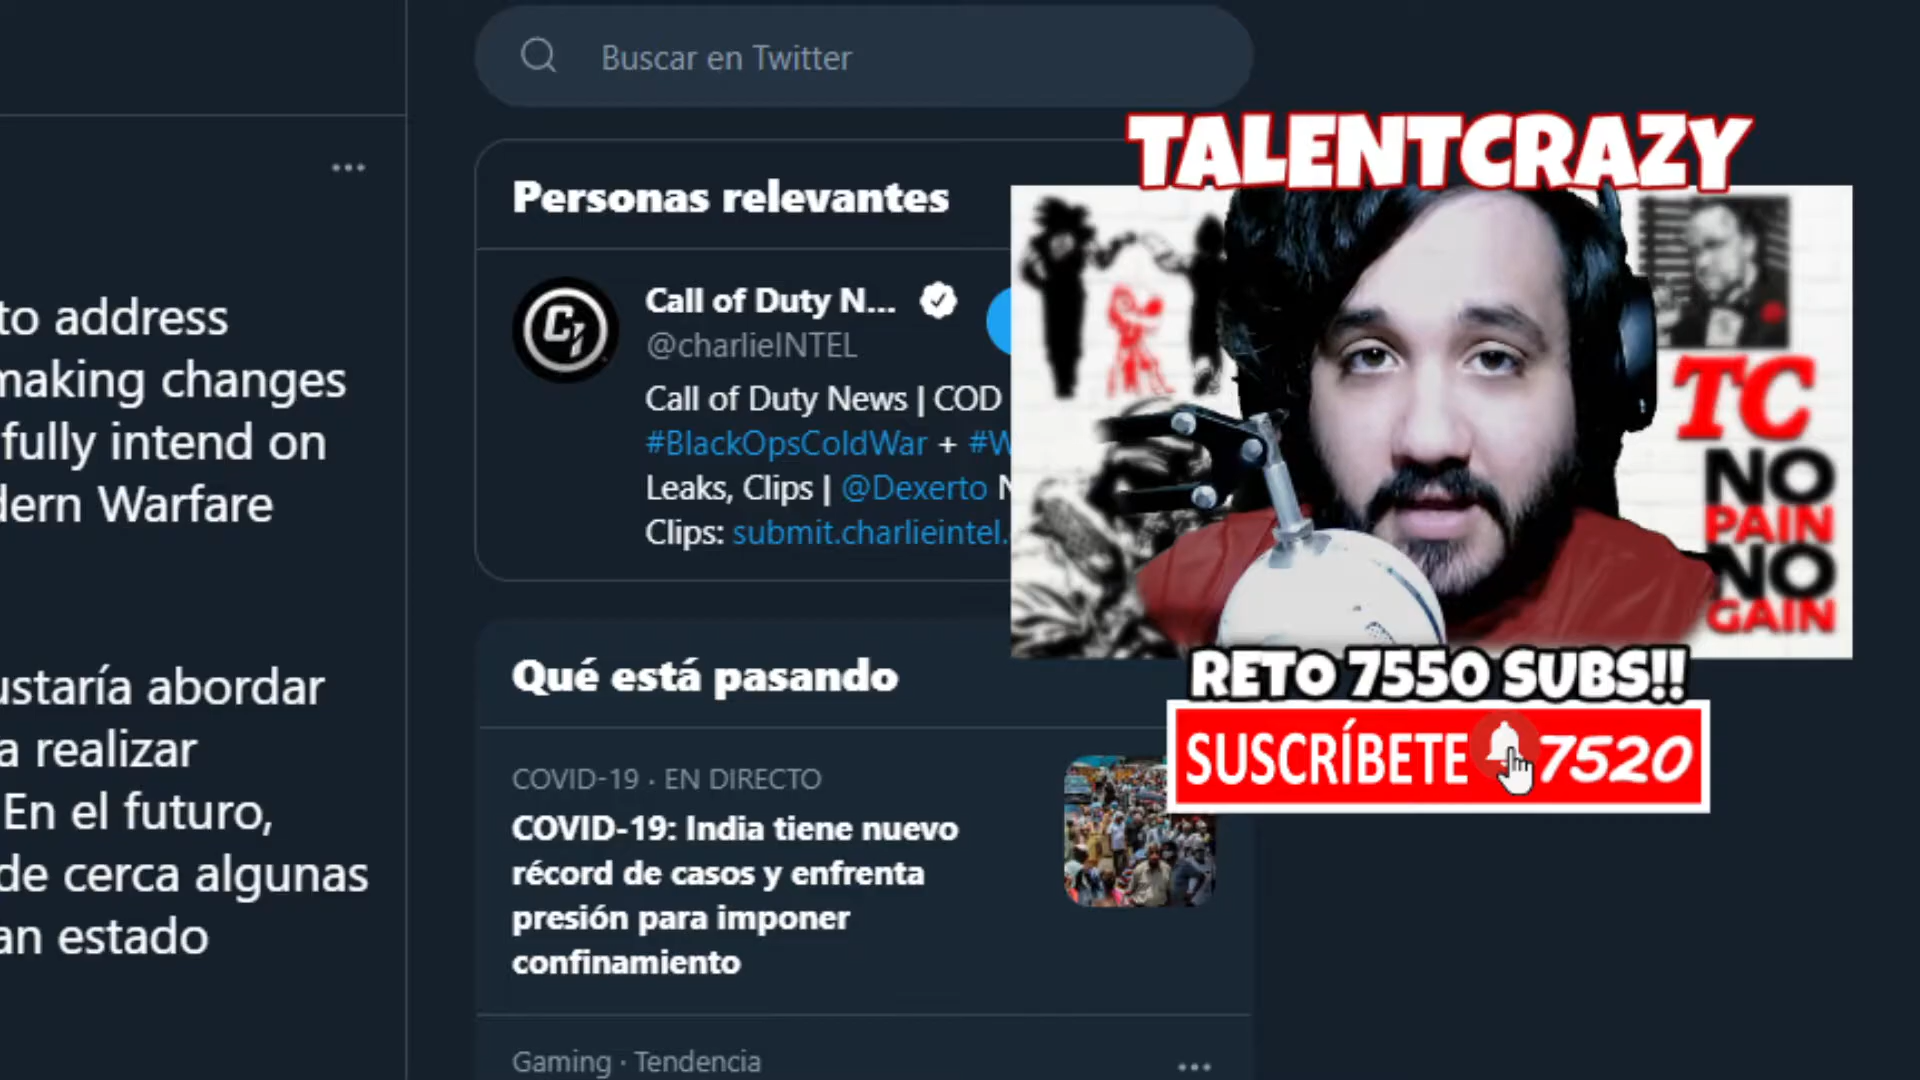 to address
making changes
fully intend on
dern Warfare
ustaría abordar
a realizar
En el futuro,
de cerca algunas
an estado
Buscar en Twitter
Personas relevantes
Call of Duty N...
@charlieINTEL
Call of Duty News | COD
#BlackOpsColdWar + #W
Leaks, Clips | @Dexerto N
Clips: submit.charlieintel.
Qué está pasando
COVID-19 · EN DIRECTO
COVID-19: India tiene nuevo
récord de casos y enfrenta
presión para imponer
confinamiento
Gaming · Tendencia
TALENTCRAZY
TC
NO
PAIN
NO
GAIN
RETO 7550 SUBS!!
SUSCRÍBETE 7520